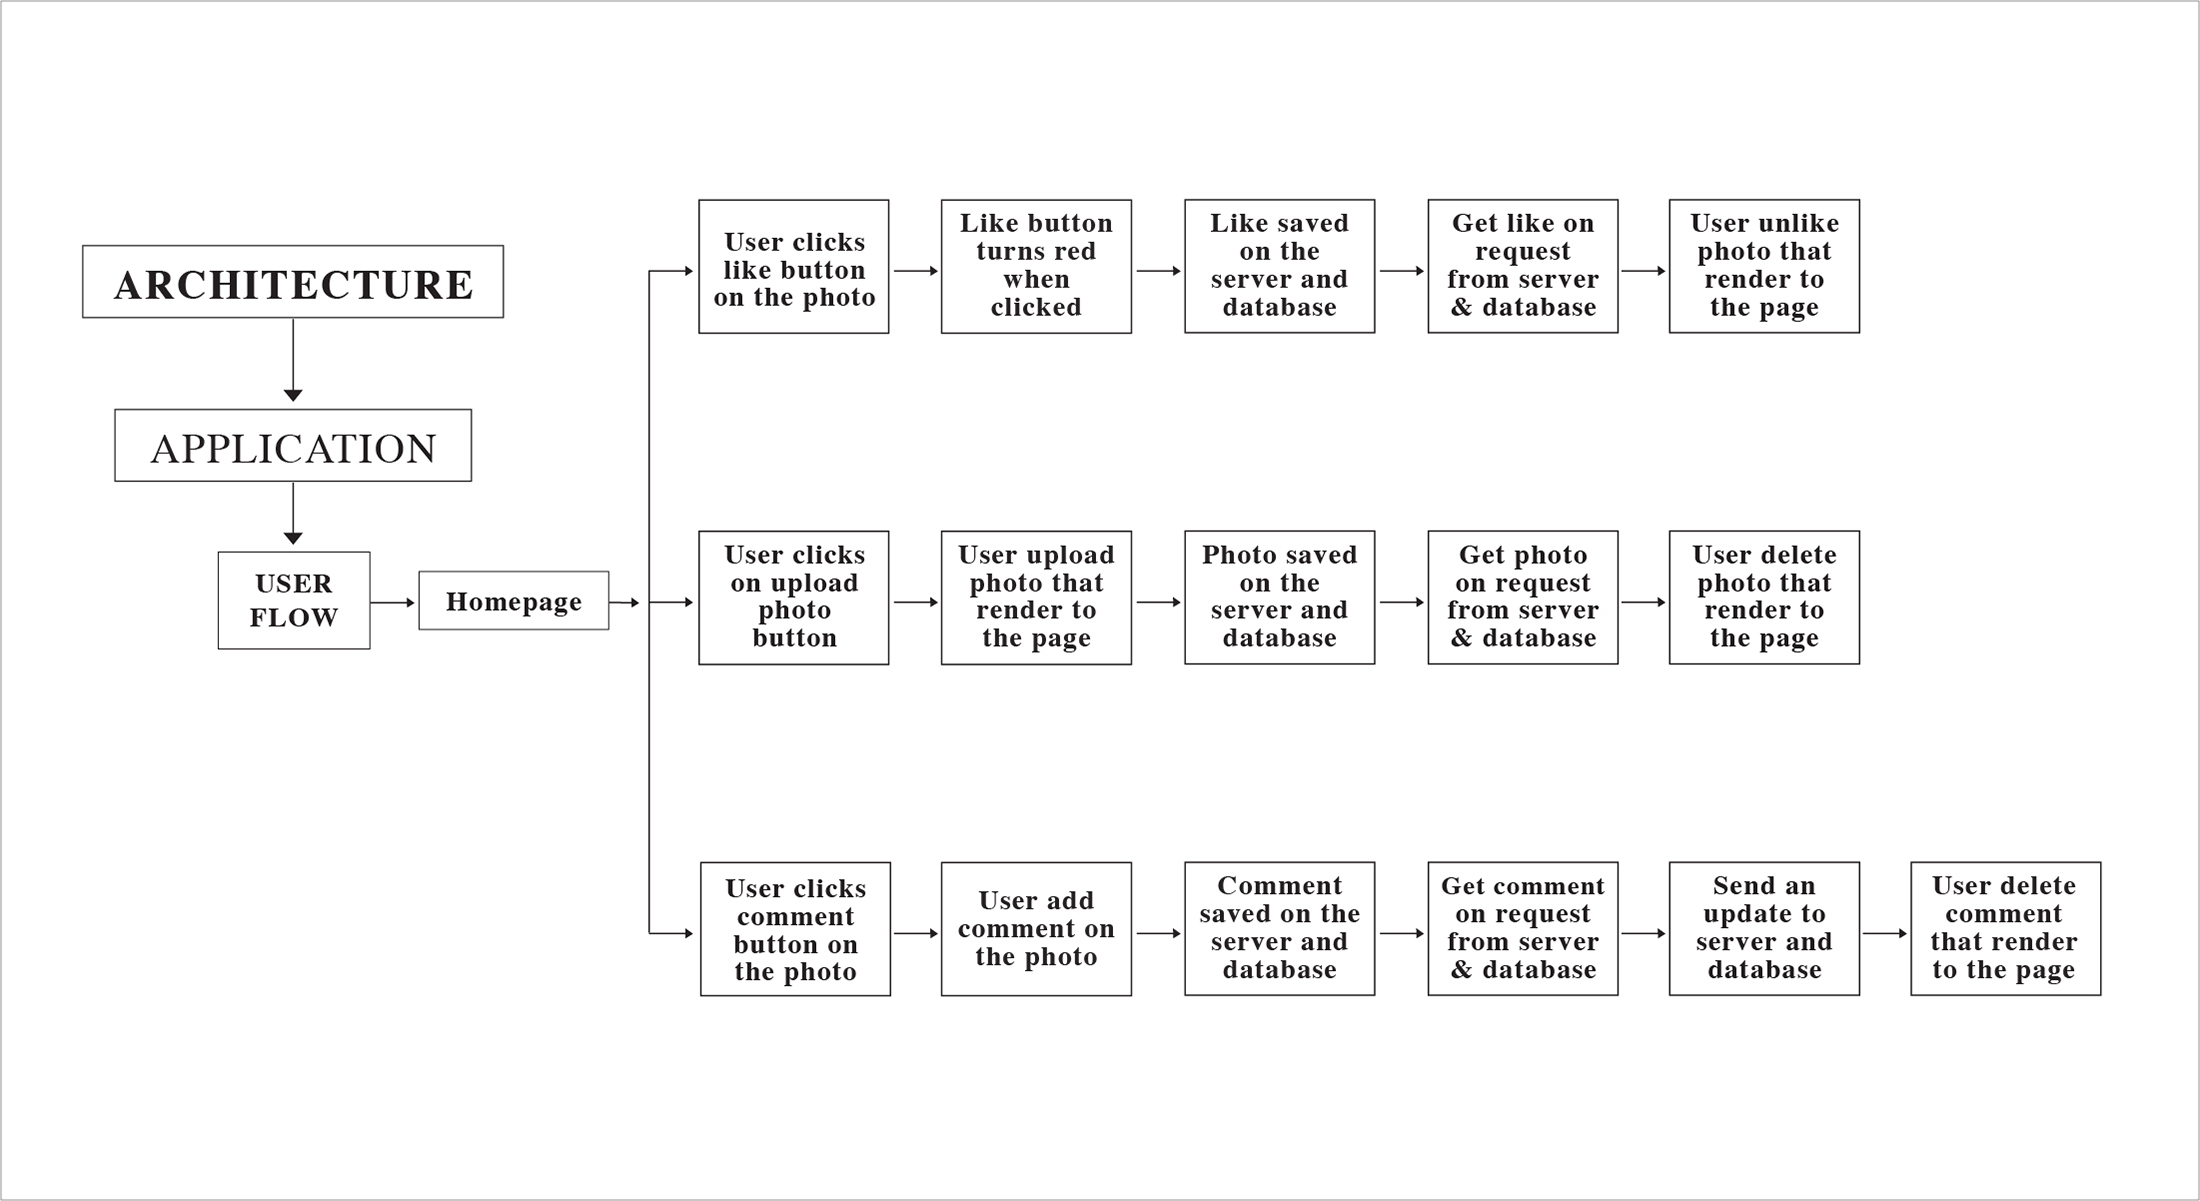 ARCHITECTURE
APPLICATION
USER
FLOW
Homepage
User clicks
like button
on the photo
Like button
turns red
when
clicked
Like saved
on the
server and
database
Get like on
request
from server
& database
User unlike
photo that
render to
the page
User clicks
on upload
photo
button
User upload
photo that
render to
the page
Photo saved
on the
server and
database
Get photo
on request
from server
& database
User delete
photo that
render to
the page
User clicks
comment
button on
the photo
User add
comment on
the photo
Comment
saved on the
server and
database
Get comment
on request
from server
& database
Send an
update to
server and
database
User delete
comment
that render
to the page